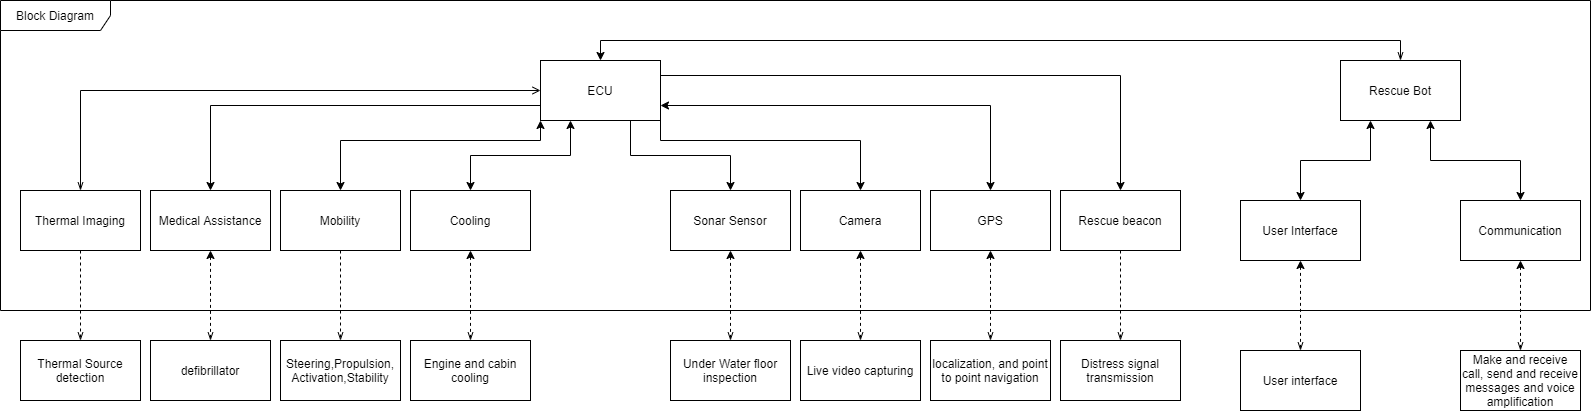 Block Diagram
ECU
Rescue Bot
Thermal Imaging
Medical Assistance
Mobility
Cooling
Sonar Sensor
Camera
GPS
Rescue beacon
User Interface
Communication
Thermal Source
detection
defibrillator
Steering,Propulsion,
Activation,Stability
Engine and cabin
cooling
Under Water floor
inspection
Live video capturing
localization, and point
to point navigation
Distress signal
transmission
User interface
Make and receive
call, send and receive
messages and voice
amplification